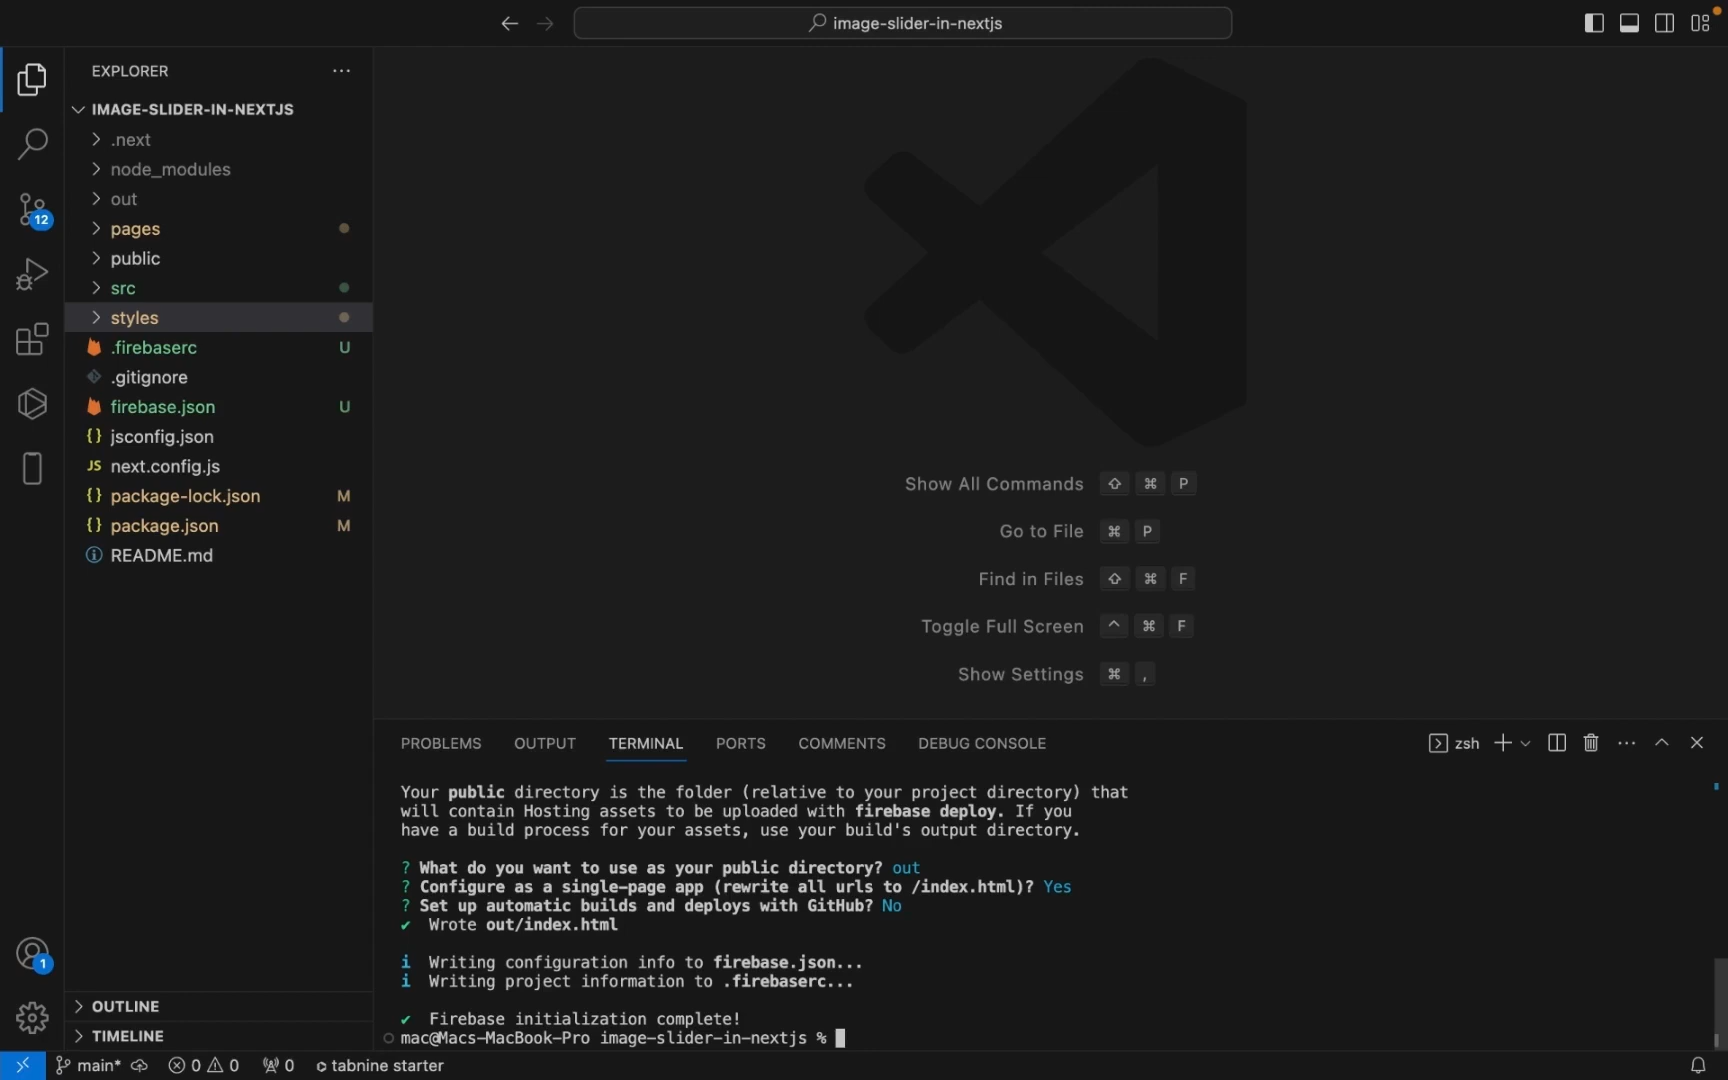 image-slider-in-nextjs
EXPLORER
IMAGE-SLIDER-IN-NEXTJS
.next
node_modules
out
pages
public
src
styles
.firebaserc U
.gitignore
firebase.json U
jsconfig.json
JS next.config.js
package-lock.json M
package.json M
README.md
OUTLINE
TIMELINE
12
1
Show All Commands ⇧ ⌘ P
Go to File ⌘ P
Find in Files ⇧ ⌘ F
Toggle Full Screen ^ ⌘ F
Show Settings ⌘ ,
PROBLEMS OUTPUT TERMINAL PORTS COMMENTS DEBUG CONSOLE zsh
Your public directory is the folder (relative to your project directory) that
will contain Hosting assets to be uploaded with firebase deploy. If you
have a build process for your assets, use your build's output directory.
? What do you want to use as your public directory? out
? Configure as a single-page app (rewrite all urls to /index.html)? Yes
? Set up automatic builds and deploys with GitHub? No
✔ Wrote out/index.html
i Writing configuration info to firebase.json...
i Writing project information to .firebaserc...
✔ Firebase initialization complete!
mac@Macs-MacBook-Pro image-slider-in-nextjs %
main* 0 0 0 tabnine starter